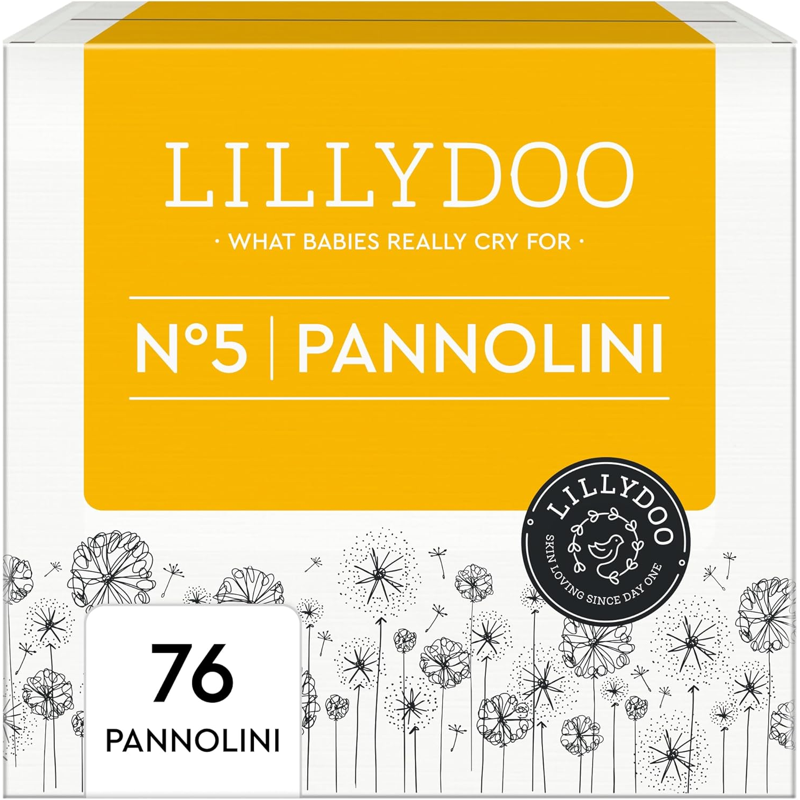 LILLYDOO
· WHAT BABIES REALLY CRY FOR ·
N°5 | PANNOLINI
LILLYDOO
SKIN LOVING SINCE DAY ONE
76
PANNOLINI